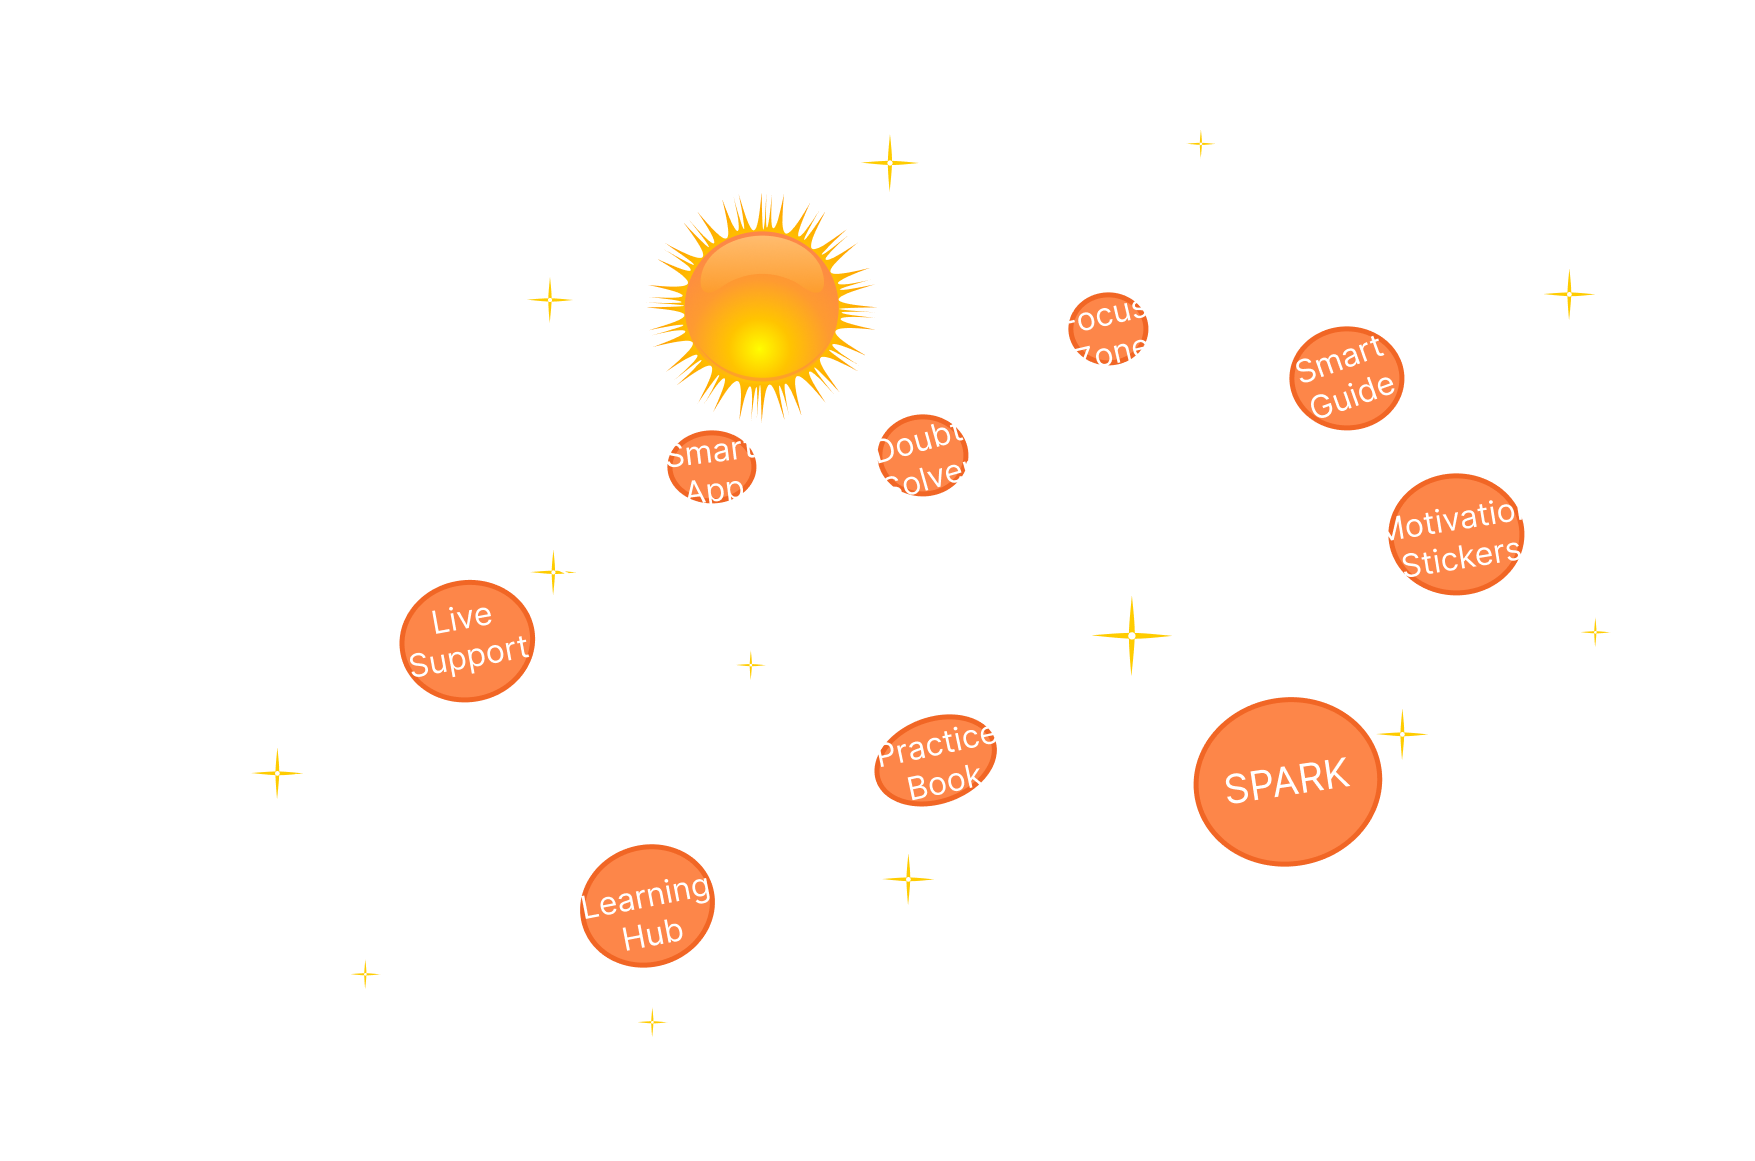 Focus
Zone
Smart
Guide
Smart
App
Doubt
Solver
Motivation
Stickers
Live
Support
Practice
Book
SPARK
Learning
Hub